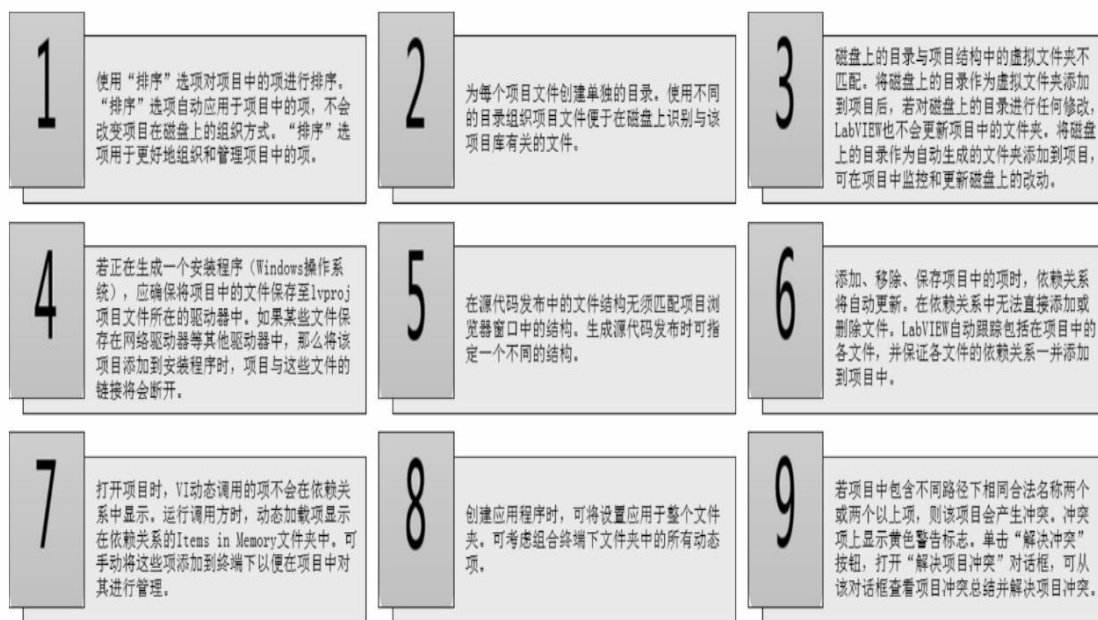 1
使用“排序”选项对项目中的项进行排序。
“排序”选项自动应用于项目中的项，不会
改变项目在磁盘上的组织方式。“排序”选
项用于更好地组织和管理项目中的项。
2
为每个项目文件创建单独的目录。使用不同
的目录组织项目文件便于在磁盘上识别与该
项目库有关的文件。
3
磁盘上的目录与项目结构中的虚拟文件夹不
匹配。将磁盘上的目录作为虚拟文件夹添加
到项目后，若对磁盘上的目录进行任何修改，
LabVIEW也不会更新项目中的文件夹。将磁盘
上的目录作为自动生成的文件夹添加到项目，
可在项目中监控和更新磁盘上的改动。
4
若正在生成一个安装程序（Windows操作系
统），应确保将项目中的文件保存至lvproj
项目文件所在的驱动器中。如果某些文件保
存在网络驱动器等其他驱动器中，那么将该
项目添加到安装程序时，项目与这些文件的
链接将会断开。
5
在源代码发布中的文件结构无须匹配项目浏
览器窗口中的结构。生成源代码发布时可指
定一个不同的结构。
6
添加、移除、保存项目中的项时，依赖关系
将自动更新。在依赖关系中无法直接添加或
删除文件。LabVIEW自动跟踪包括在项目中的
各文件，并保证各文件的依赖关系一并添加
到项目中。
7
打开项目时，VI动态调用的项不会在依赖关
系中显示。运行调用方时，动态加载项显示
在依赖关系的Items in Memory文件夹中。可
手动将这些项添加到终端下以便在项目中对
其进行管理。
8
创建应用程序时，可将设置应用于整个文件
夹。可考虑组合终端下文件夹中的所有动态
项。
9
若项目中包含不同路径下相同合法名称两个
或两个以上项，则该项目会产生冲突。冲突
项上显示黄色警告标志。单击“解决冲突”
按钮，打开“解决项目冲突”对话框，可从
该对话框查看项目冲突总结并解决项目冲突。